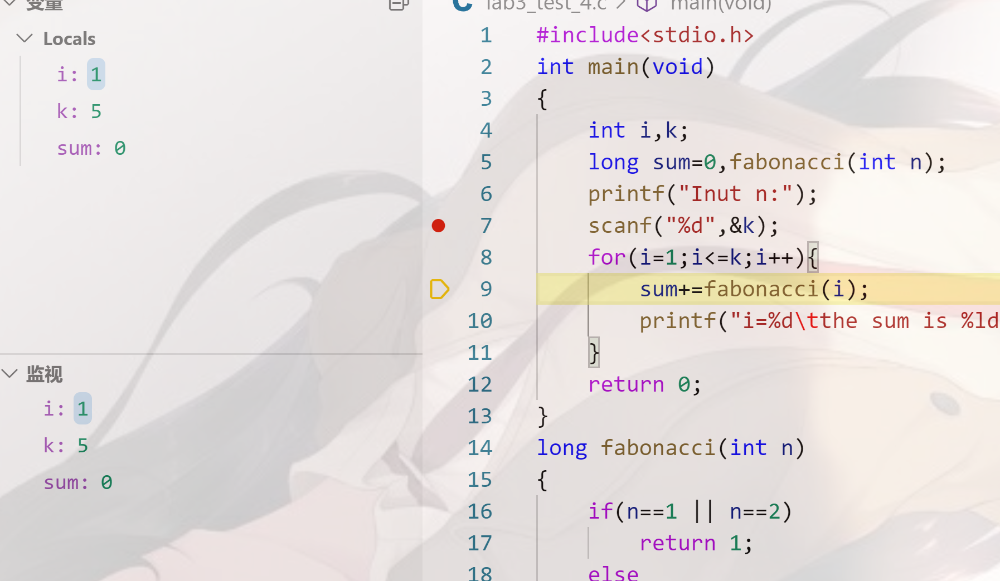 变量
Locals
i: 1
k: 5
sum: 0
监视
i: 1
k: 5
sum: 0
C lab3_test_4.c > main(void)
1 #include<stdio.h>
2 int main(void)
3 {
4 int i,k;
5 long sum=0,fabonacci(int n);
6 printf("Inut n:");
7 scanf("%d",&k);
8 for(i=1;i<=k;i++){
9 sum+=fabonacci(i);
10 printf("i=%d\tthe sum is %ld
11 }
12 return 0;
13 }
14 long fabonacci(int n)
15 {
16 if(n==1 || n==2)
17 return 1;
18 else